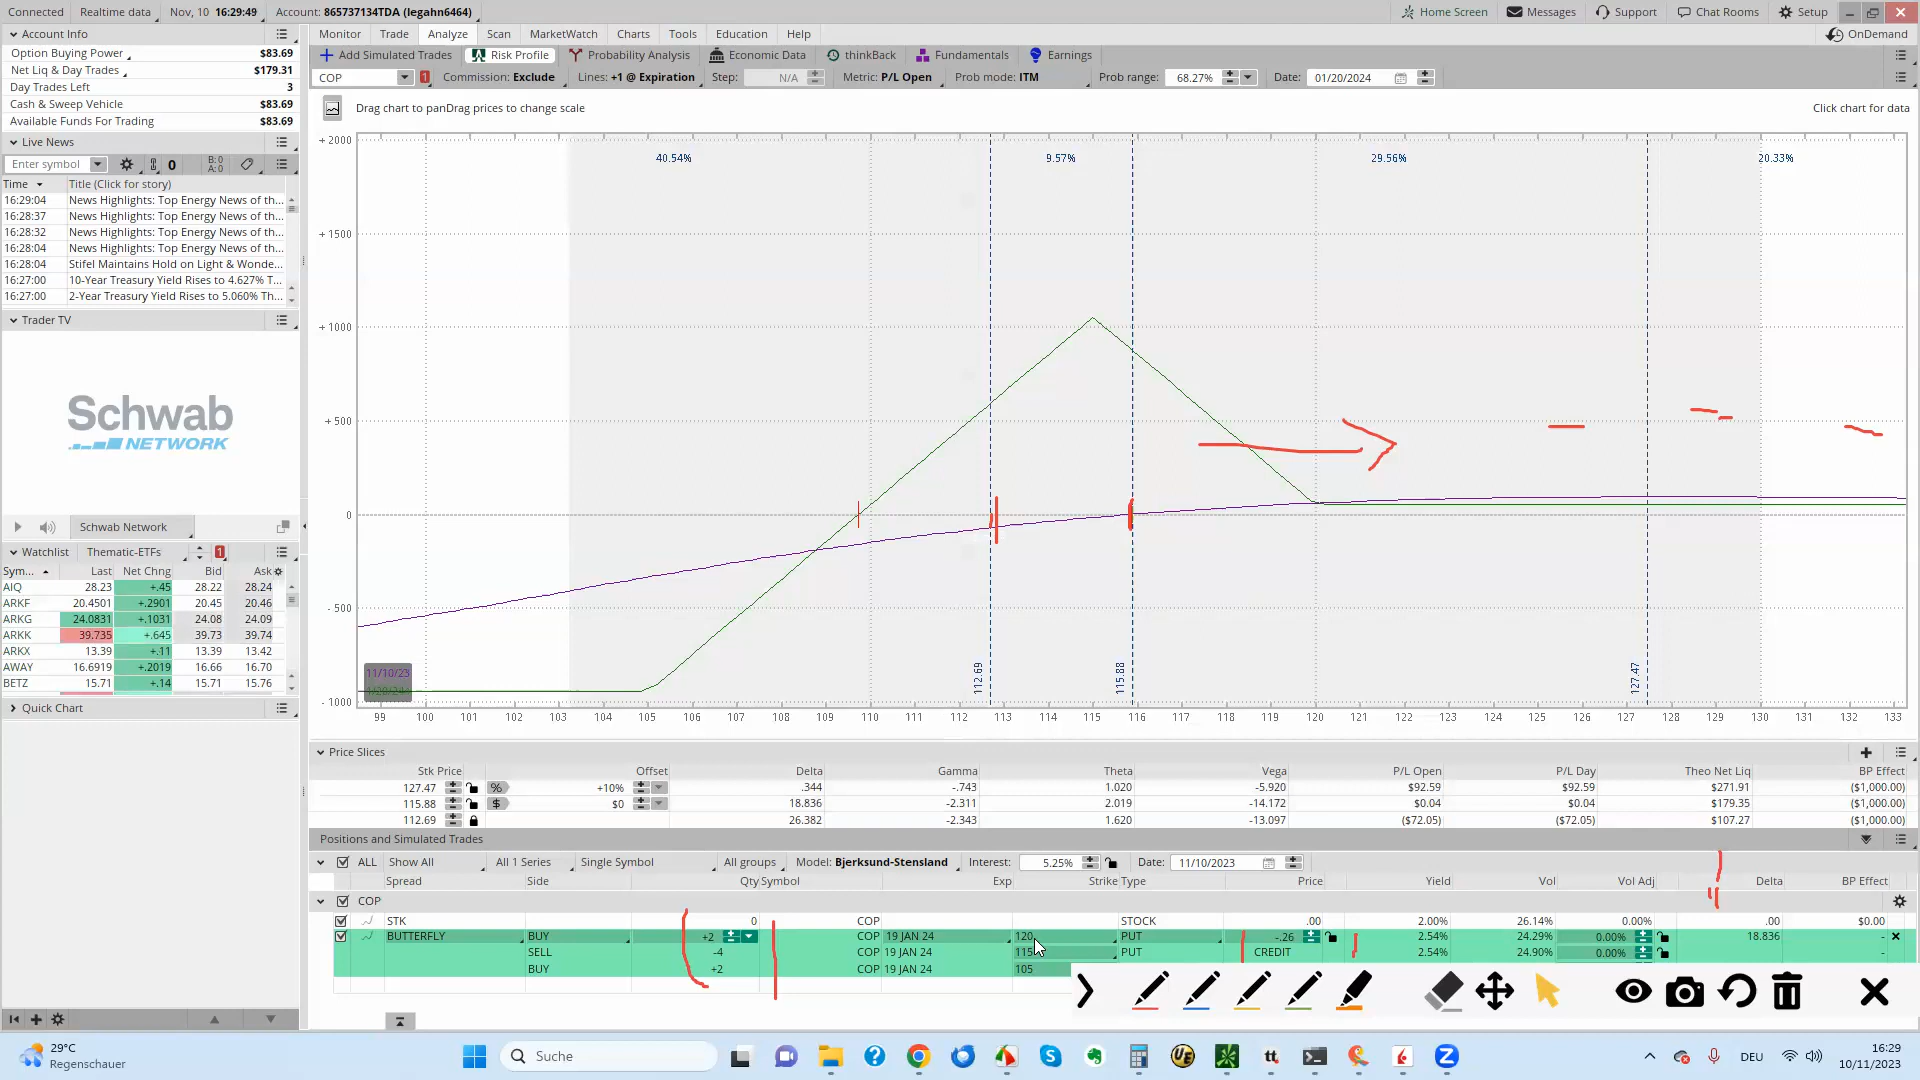 Connected Realtime data Nov, 10 16:29:49 Account: 865737134TDA (legahn6464) Home Screen Messages Support Chat Rooms Setup
Account Info
Option Buying Power $83.69
Net Liq & Day Trades $179.31
Day Trades Left 3
Cash & Sweep Vehicle $83.69
Available Funds For Trading $83.69
Live News
Enter symbol 0 B: 0 A: 0
Time Title (Click for story)
16:29:04 News Highlights: Top Energy News of th...
16:28:37 News Highlights: Top Energy News of th...
16:28:32 News Highlights: Top Energy News of th...
16:28:04 News Highlights: Top Energy News of th...
16:28:04 Stifel Maintains Hold on Light & Wonde...
16:27:00 10-Year Treasury Yield Rises to 4.627% T...
16:27:00 2-Year Treasury Yield Rises to 5.060% Th...
Trader TV
Schwab
NETWORK
Schwab Network
Watchlist Thematic-ETFs 1
Sym... Last Net Chng Bid Ask
AIQ 28.23 +.45 28.22 28.24
ARKF 20.4501 +.2901 20.45 20.46
ARKG 24.0831 +.1031 24.08 24.09
ARKK 39.735 +.645 39.73 39.74
ARKX 13.39 +.11 13.39 13.42
AWAY 16.6919 +.2019 16.66 16.70
BETZ 15.71 +.14 15.71 15.76
Quick Chart
Monitor Trade Analyze Scan MarketWatch Charts Tools Education Help OnDemand
Add Simulated Trades Risk Profile Probability Analysis Economic Data thinkBack Fundamentals Earnings
COP 1 Commission: Exclude Lines: +1 @ Expiration Step: N/A Metric: P/L Open Prob mode: ITM Prob range: 68.27% Date: 01/20/2024
Drag chart to panDrag prices to change scale Click chart for data
+2000
40.54% 9.57% 29.56% 20.33%
+1500
+1000
+500
0
-500
-1000
112.69 115.88 127.47
11/10/23
99 100 101 102 103 104 105 106 107 108 109 110 111 112 113 114 115 116 117 118 119 120 121 122 123 124 125 126 127 128 129 130 131 132 133
Price Slices
Stk Price Offset Delta Gamma Theta Vega P/L Open P/L Day Theo Net Liq BP Effect
127.47 % +10% .344 -.743 1.020 -5.920 $92.59 $92.59 $271.91 ($1,000.00)
115.88 $ $0 18.836 -2.311 2.019 -14.172 $0.04 $0.04 $179.35 ($1,000.00)
112.69 26.382 -2.343 1.620 -13.097 ($72.05) ($72.05) $107.27 ($1,000.00)
Positions and Simulated Trades
ALL Show All All 1 Series Single Symbol All groups Model: Bjerksund-Stensland Interest: 5.25% Date: 11/10/2023
Spread Side Qty Symbol Exp Strike Type Price Yield Vol Vol Adj Delta BP Effect
COP
STK 0 COP STOCK .00 2.00% 26.14% 0.00% .00 $0.00
BUTTERFLY BUY +2 COP 19 JAN 24 120 PUT -.26 2.54% 24.29% 0.00% 18.836 -
SELL -4 COP 19 JAN 24 115 PUT CREDIT 2.54% 24.90% 0.00% -
BUY +2 COP 19 JAN 24 105
29°C
Regenschauer
Suche
DEU
16:29
10/11/2023